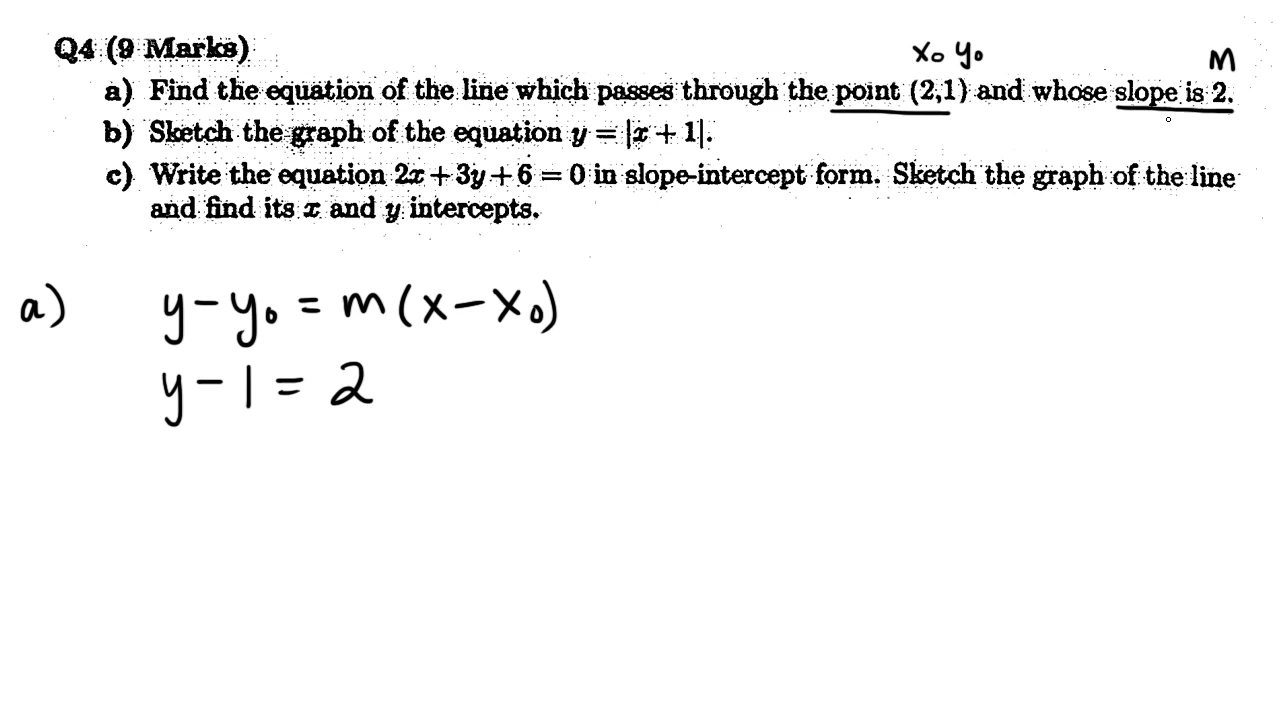 Q4 (9 Marks)
x₀ y₀ M
a) Find the equation of the line which passes through the point (2,1) and whose slope is 2.
b) Sketch the graph of the equation y = |x + 1|.
c) Write the equation 2x + 3y + 6 = 0 in slope-intercept form. Sketch the graph of the line
and find its x and y intercepts.
a) y - y₀ = m(x - x₀)
y - 1 = 2